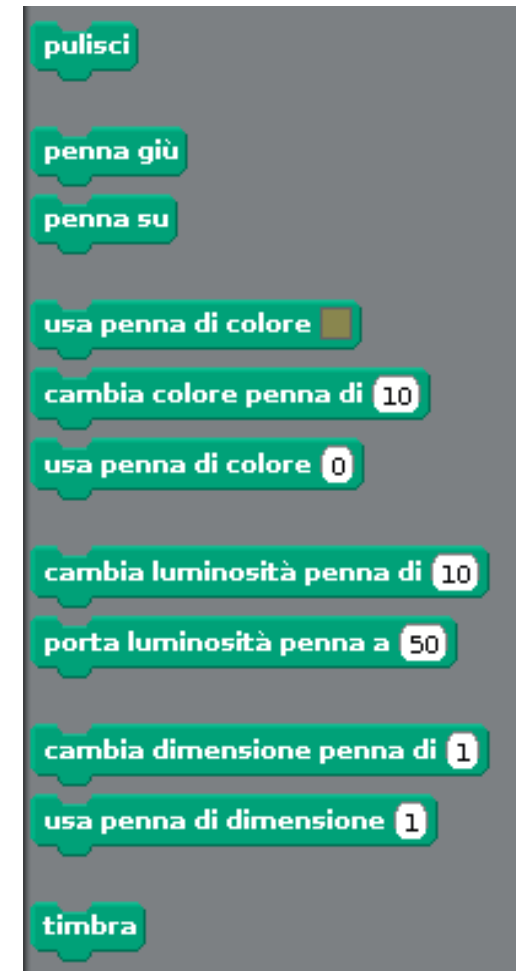 pulisci
penna giù
penna su
usa penna di colore
cambia colore penna di 10
usa penna di colore 0
cambia luminosità penna di 10
porta luminosità penna a 50
cambia dimensione penna di 1
usa penna di dimensione 1
timbra